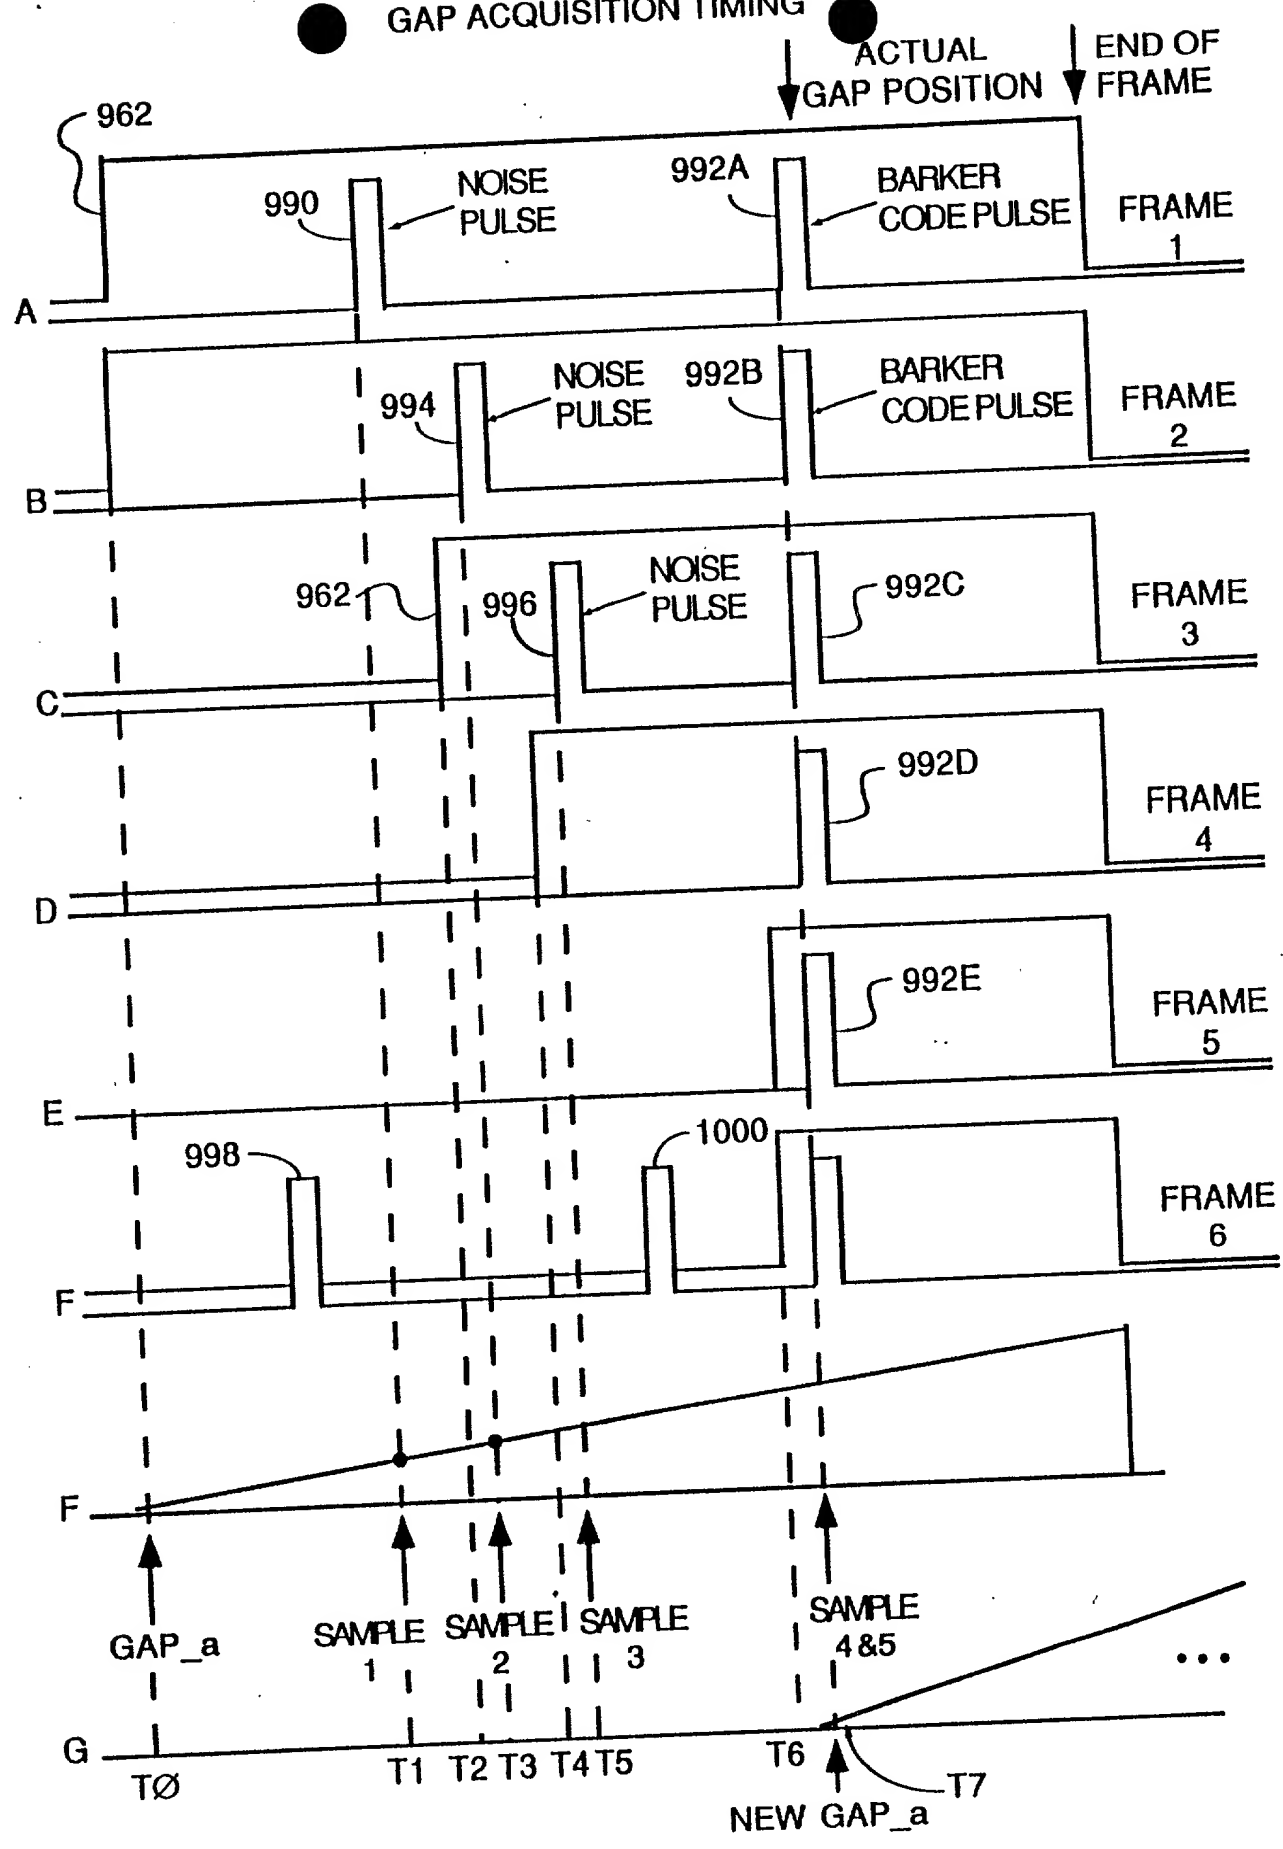 GAP ACQUISITION TIMING
ACTUAL
GAP POSITION
END OF
FRAME
962
990
NOISE
PULSE
992A
BARKER
CODE PULSE
FRAME
1
A
994
NOISE
PULSE
992B
BARKER
CODE PULSE
FRAME
2
B
962
996
NOISE
PULSE
992C
FRAME
3
C
992D
FRAME
4
D
992E
FRAME
5
E
998
1000
FRAME
6
F
F
GAP_a
SAMPLE
1
SAMPLE
2
SAMPLE
3
SAMPLE
4&5
...
G
TØ
T1
T2
T3
T4
T5
T6
T7
NEW GAP_a